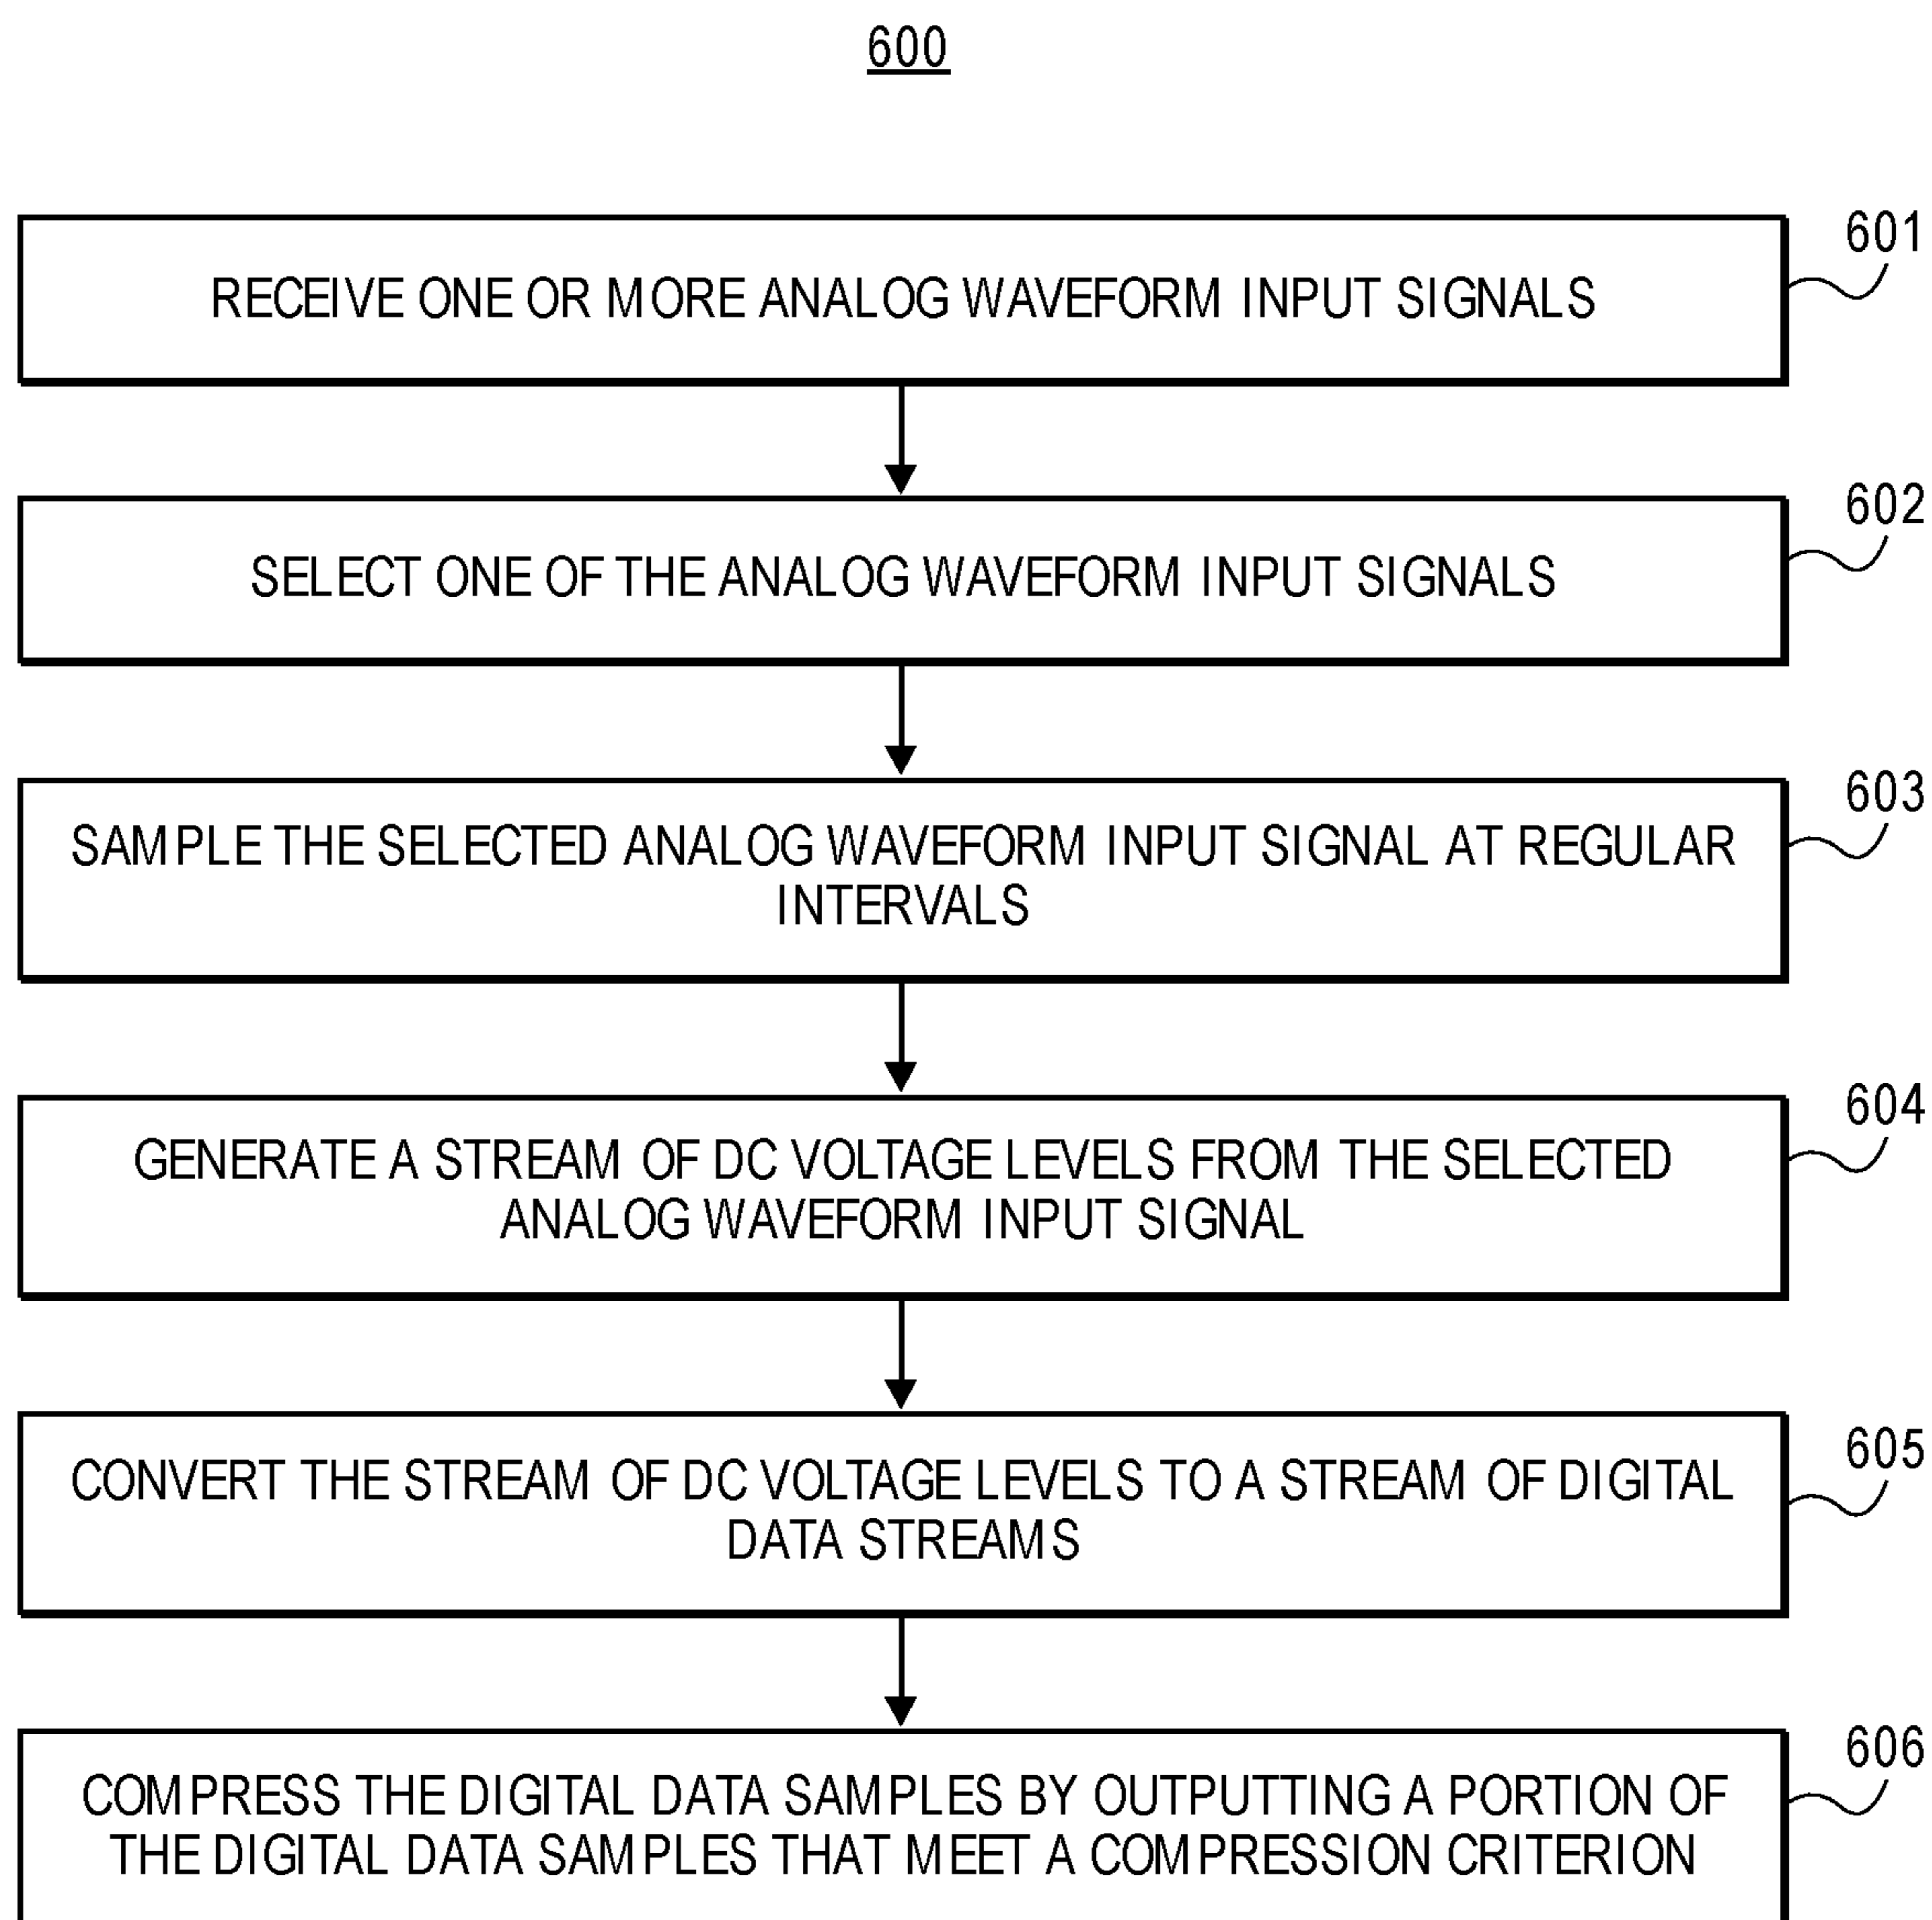 600
601
RECEIVE ONE OR MORE ANALOG WAVEFORM INPUT SIGNALS
602
SELECT ONE OF THE ANALOG WAVEFORM INPUT SIGNALS
603
SAMPLE THE SELECTED ANALOG WAVEFORM INPUT SIGNAL AT REGULAR
INTERVALS
604
GENERATE A STREAM OF DC VOLTAGE LEVELS FROM THE SELECTED
ANALOG WAVEFORM INPUT SIGNAL
605
CONVERT THE STREAM OF DC VOLTAGE LEVELS TO A STREAM OF DIGITAL
DATA STREAMS
606
COMPRESS THE DIGITAL DATA SAMPLES BY OUTPUTTING A PORTION OF
THE DIGITAL DATA SAMPLES THAT MEET A COMPRESSION CRITERION